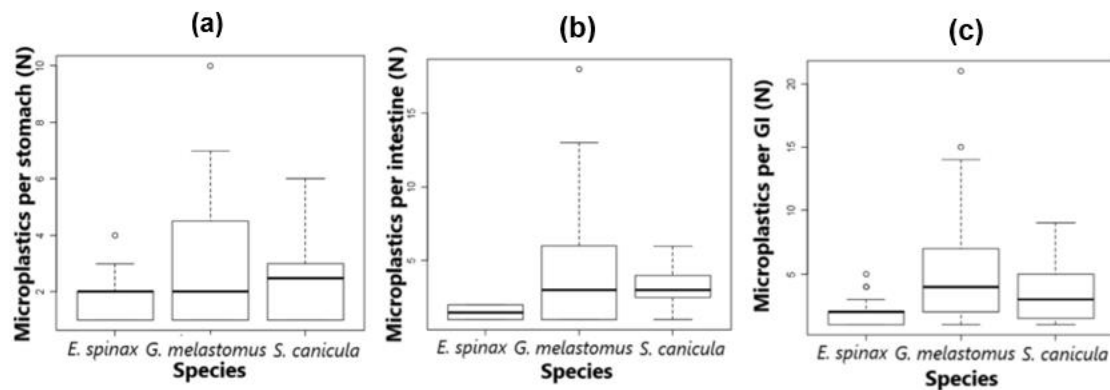 (a)
Microplastics per stomach (N)
10
8
6
4
2
E. spinax G. melastomus S. canicula
Species
(b)
Microplastics per intestine (N)
15
10
5
E. spinax G. melastomus S. canicula
Species
(c)
Microplastics per GI (N)
20
15
10
5
E. spinax G. melastomus S. canicula
Species